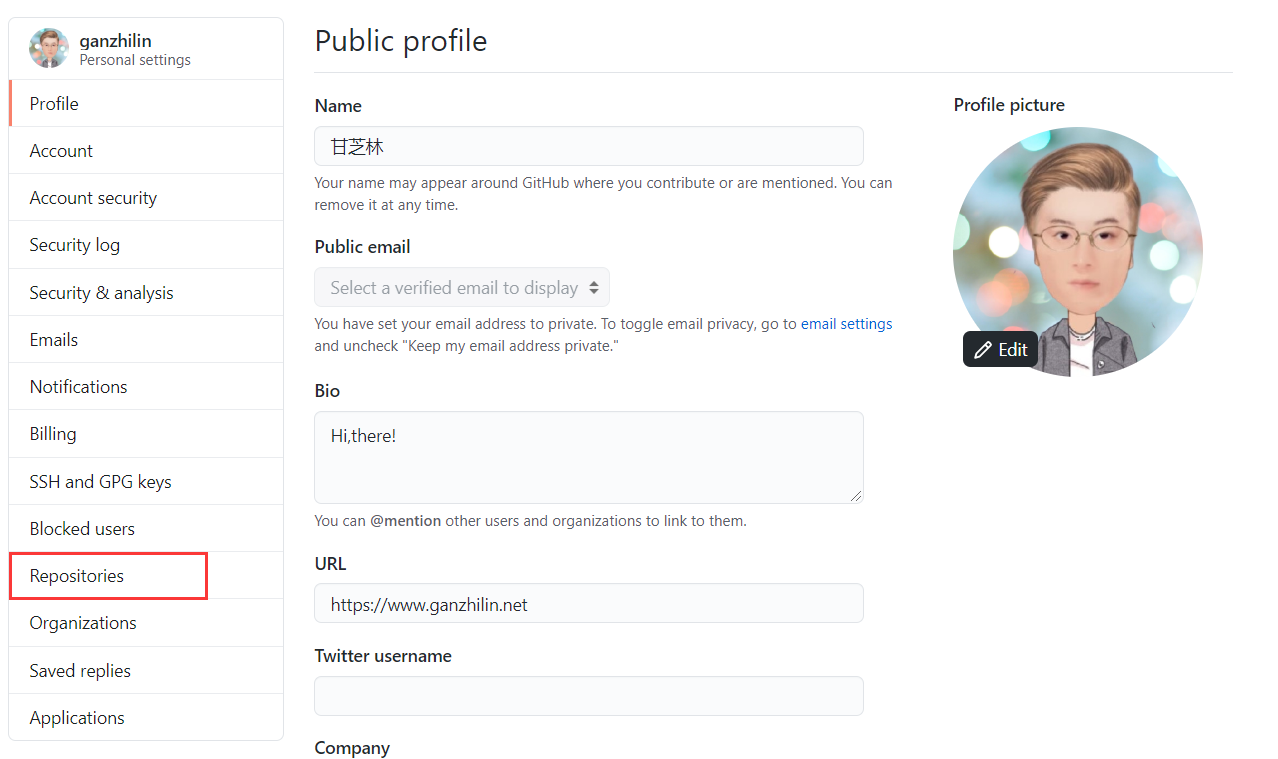 ganzhilin
Personal settings
Profile
Account
Account security
Security log
Security & analysis
Emails
Notifications
Billing
SSH and GPG keys
Blocked users
Repositories
Organizations
Saved replies
Applications
Public profile
Name
甘芝林
Your name may appear around GitHub where you contribute or are mentioned. You can
remove it at any time.
Public email
Select a verified email to display
You have set your email address to private. To toggle email privacy, go to email settings
and uncheck "Keep my email address private."
Bio
Hi,there!
You can @mention other users and organizations to link to them.
URL
https://www.ganzhilin.net
Twitter username
Company
Profile picture
Edit